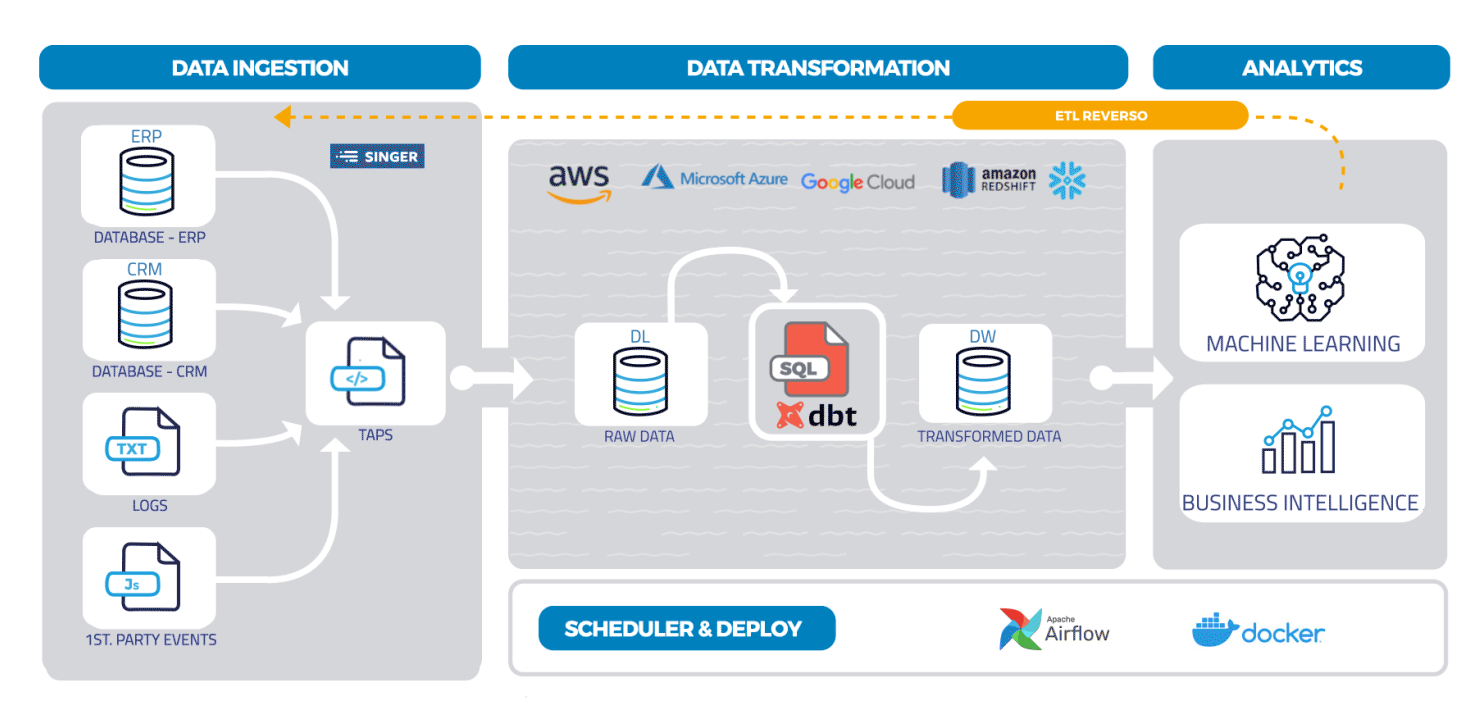 DATA INGESTION
DATA TRANSFORMATION
ANALYTICS
ETL REVERSO
ERP
DATABASE - ERP
SINGER
CRM
DATABASE - CRM
</>
TAPS
TXT
LOGS
Js
1ST. PARTY EVENTS
aws
Microsoft Azure
Google Cloud
amazon
REDSHIFT
DL
RAW DATA
SQL
dbt
DW
TRANSFORMED DATA
MACHINE LEARNING
BUSINESS INTELLIGENCE
SCHEDULER & DEPLOY
Apache
Airflow
docker